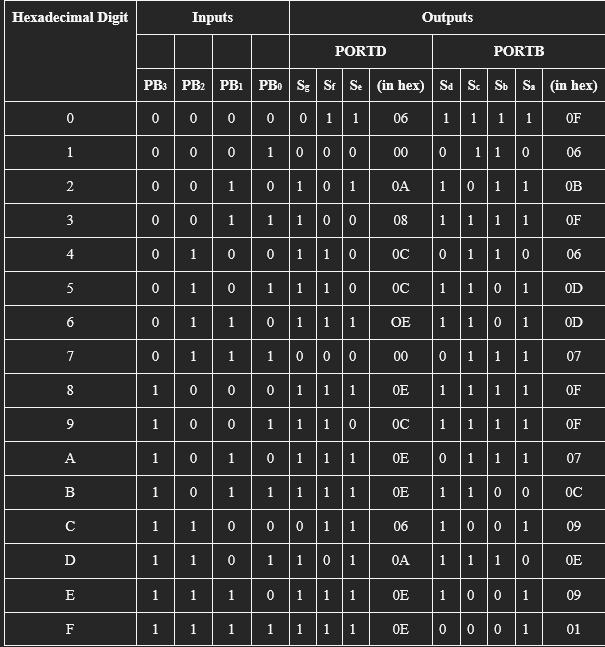 Hexadecimal Digit Inputs Outputs
PORTD PORTB
PB3 PB2 PB1 PB0 Sg Sf Se (in hex) Sd Sc Sb Sa (in hex)
0 0 0 0 0 0 1 1 06 1 1 1 1 0F
1 0 0 0 1 0 0 0 00 0 1 1 0 06
2 0 0 1 0 1 0 1 0A 1 0 1 1 0B
3 0 0 1 1 1 0 0 08 1 1 1 1 0F
4 0 1 0 0 1 1 0 0C 0 1 1 0 06
5 0 1 0 1 1 1 0 0C 1 1 0 1 0D
6 0 1 1 0 1 1 1 OE 1 1 0 1 0D
7 0 1 1 1 0 0 0 00 0 1 1 1 07
8 1 0 0 0 1 1 1 0E 1 1 1 1 0F
9 1 0 0 1 1 1 0 0C 1 1 1 1 0F
A 1 0 1 0 1 1 1 0E 0 1 1 1 07
B 1 0 1 1 1 1 1 0E 1 1 0 0 0C
C 1 1 0 0 0 1 1 06 1 0 0 1 09
D 1 1 0 1 1 0 1 0A 1 1 1 0 0E
E 1 1 1 0 1 1 1 0E 1 0 0 1 09
F 1 1 1 1 1 1 1 0E 0 0 0 1 01